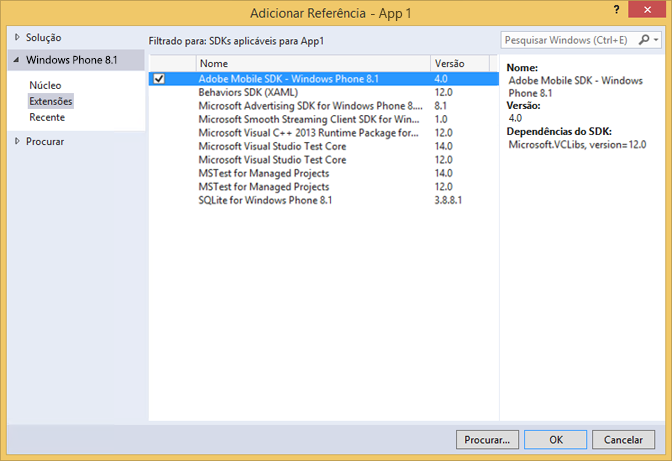 Adicionar Referência - App 1
?
Solução
Windows Phone 8.1
Núcleo
Extensões
Recente
Procurar
Filtrado para: SDKs aplicáveis para App1
Pesquisar Windows (Ctrl+E)
Nome Versão
Adobe Mobile SDK - Windows Phone 8.1 4.0
Behaviors SDK (XAML) 12.0
Microsoft Advertising SDK for Windows Phone 8.... 8.1
Microsoft Smooth Streaming Client SDK for Win... 1.0
Microsoft Visual C++ 2013 Runtime Package for... 12.0
Microsoft Visual Studio Test Core 14.0
Microsoft Visual Studio Test Core 12.0
MSTest for Managed Projects 14.0
MSTest for Managed Projects 12.0
SQLite for Windows Phone 8.1 3.8.8.1
Nome:
Adobe Mobile SDK - Windows
Phone 8.1
Versão:
4.0
Dependências do SDK:
Microsoft.VCLibs, version=12.0
Procurar... OK Cancelar